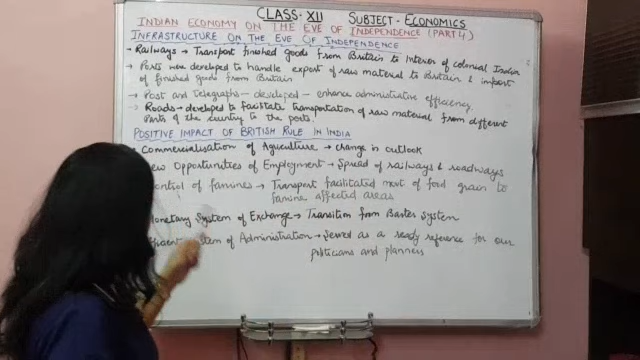 CLASS-XII SUBJECT-ECONOMICS
INDIAN ECONOMY ON THE EVE OF INDEPENDENCE (PART 4)
INFRASTRUCTURE ON THE EVE OF INDEPENDENCE
• Railways → Transport finished goods from Britain to Interior of colonial India
• Ports were developed to handle export of raw material to Britain & import
of finished goods from Britain
• Post and Telegraphs - developed - enhance administrative efficiency
• Roads → developed to facilitate transportation of raw material from different
parts of the country to the ports
POSITIVE IMPACT OF BRITISH RULE IN INDIA
• Commercialisation of Agriculture → change in outlook
Opportunities of Employment → Spread of railways & roadways
of famines → Transport facilitated movt of food grain to
famine affected areas
Monetary System of Exchange → Transition from Barter System
of Administration → Served as a ready reference for our
politicians and planners